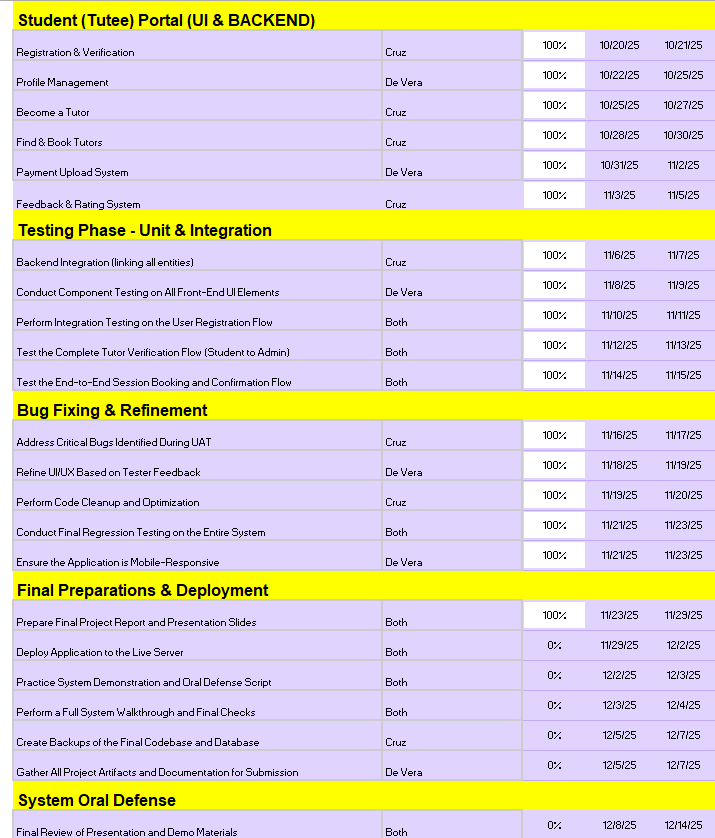 Student (Tutee) Portal (UI & BACKEND)
Registration & Verification Cruz 100% 10/20/25 10/21/25
Profile Management De Vera 100% 10/22/25 10/25/25
Become a Tutor Cruz 100% 10/25/25 10/27/25
Find & Book Tutors Cruz 100% 10/28/25 10/30/25
Payment Upload System De Vera 100% 10/31/25 11/2/25
Feedback & Rating System Cruz 100% 11/3/25 11/5/25
Testing Phase - Unit & Integration
Backend Integration (linking all entities) Cruz 100% 11/6/25 11/7/25
Conduct Component Testing on All Front-End UI Elements De Vera 100% 11/8/25 11/9/25
Perform Integration Testing on the User Registration Flow Both 100% 11/10/25 11/11/25
Test the Complete Tutor Verification Flow (Student to Admin) Both 100% 11/12/25 11/13/25
Test the End-to-End Session Booking and Confirmation Flow Both 100% 11/14/25 11/15/25
Bug Fixing & Refinement
Address Critical Bugs Identified During UAT Cruz 100% 11/16/25 11/17/25
Refine UI/UX Based on Tester Feedback De Vera 100% 11/18/25 11/19/25
Perform Code Cleanup and Optimization Cruz 100% 11/19/25 11/20/25
Conduct Final Regression Testing on the Entire System Both 100% 11/21/25 11/23/25
Ensure the Application is Mobile-Responsive De Vera 100% 11/21/25 11/23/25
Final Preparations & Deployment
Prepare Final Project Report and Presentation Slides Both 100% 11/23/25 11/29/25
Deploy Application to the Live Server Both 0% 11/29/25 12/2/25
Practice System Demonstration and Oral Defense Script Both 0% 12/2/25 12/3/25
Perform a Full System Walkthrough and Final Checks Both 0% 12/3/25 12/4/25
Create Backups of the Final Codebase and Database Cruz 0% 12/5/25 12/7/25
Gather All Project Artifacts and Documentation for Submission De Vera 0% 12/5/25 12/7/25
System Oral Defense
Final Review of Presentation and Demo Materials Both 0% 12/8/25 12/14/25